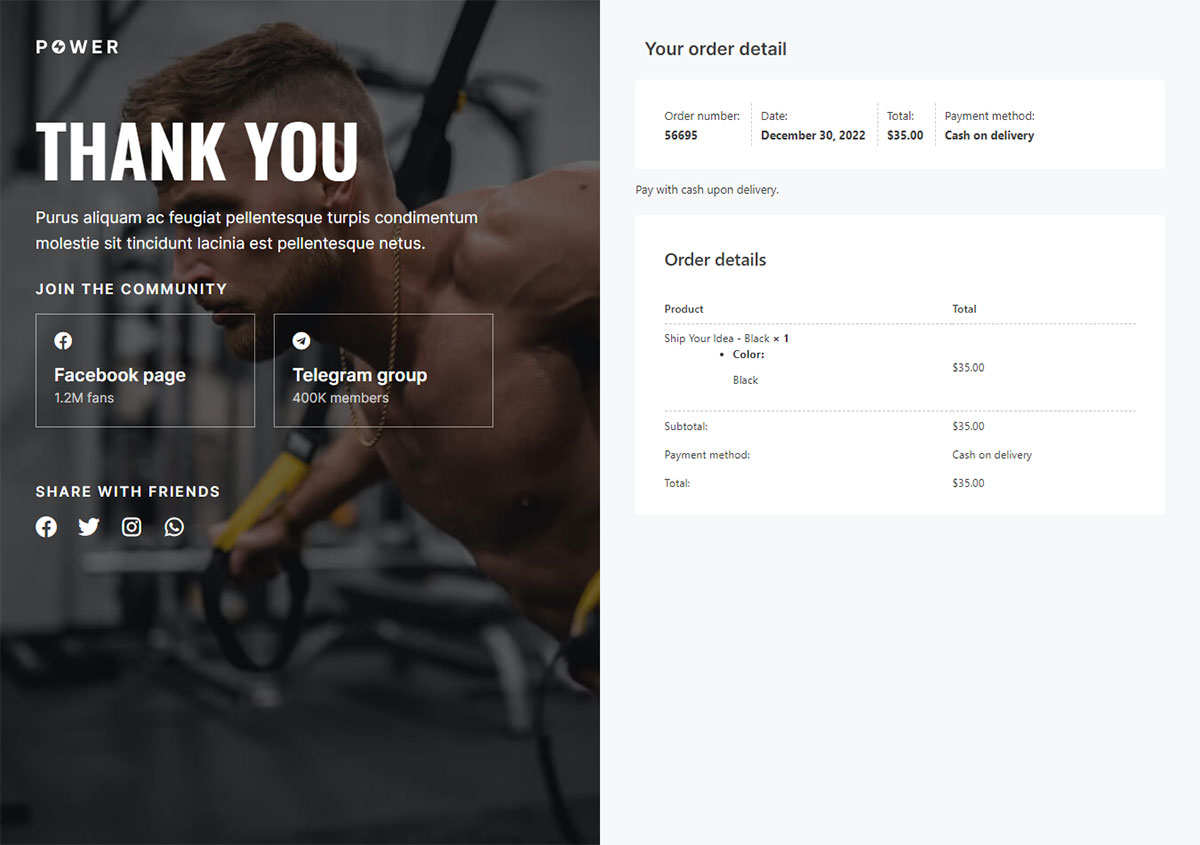 POWER
THANK YOU
Purus aliquam ac feugiat pellentesque turpis condimentum
molestie sit tincidunt lacinia est pellentesque netus.
JOIN THE COMMUNITY
Facebook page
1.2M fans
Telegram group
400K members
SHARE WITH FRIENDS
Your order detail
Order number:
56695
Date:
December 30, 2022
Total:
$35.00
Payment method:
Cash on delivery
Pay with cash upon delivery.
Order details
Product Total
Ship Your Idea - Black × 1
• Color:
Black
$35.00
Subtotal: $35.00
Payment method: Cash on delivery
Total: $35.00